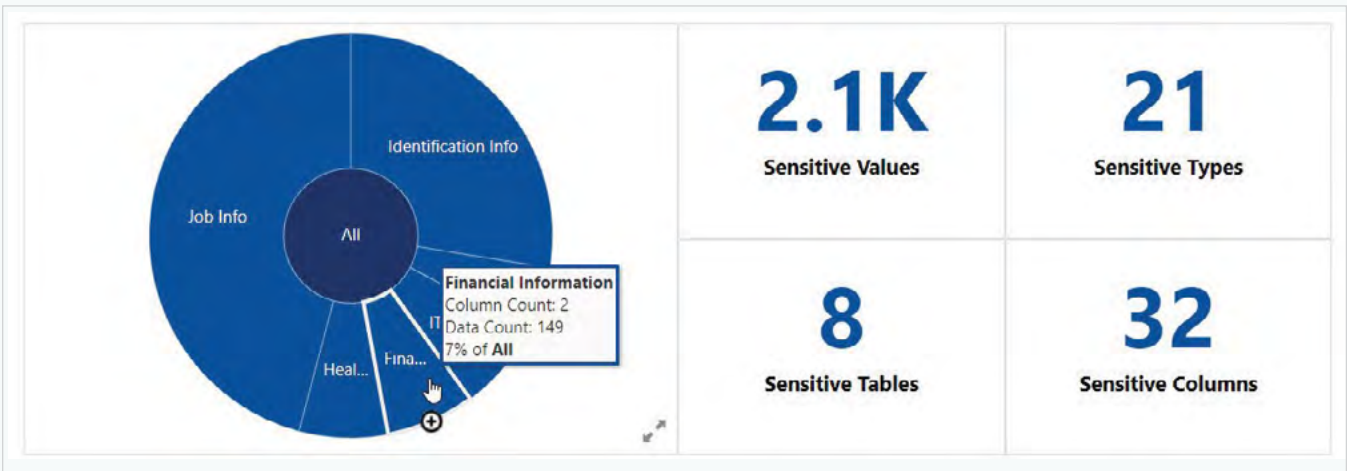 Identification Info
Job Info
All
Financial Information
Column Count: 2
IT
Data Count: 149
7% of All
Heal...
Fina...
2.1K
Sensitive Values
21
Sensitive Types
8
Sensitive Tables
32
Sensitive Columns